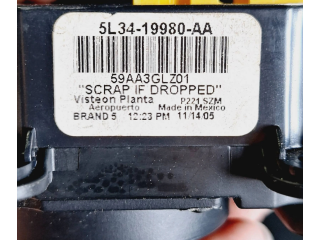 5L34-19980-AA
59AA3GLZ01
"SCRAP IF DROPPED"
Visteon Planta P221 SZM
Aeropuerto Made in Mexico
BRAND 5 12:23 PM 11/14/05